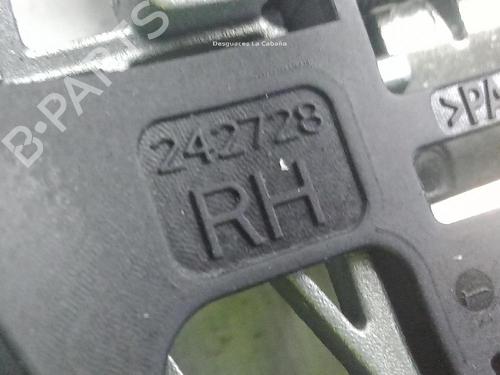 Desguaces La Cabaña
B-PARTS
242728
RH
>PA